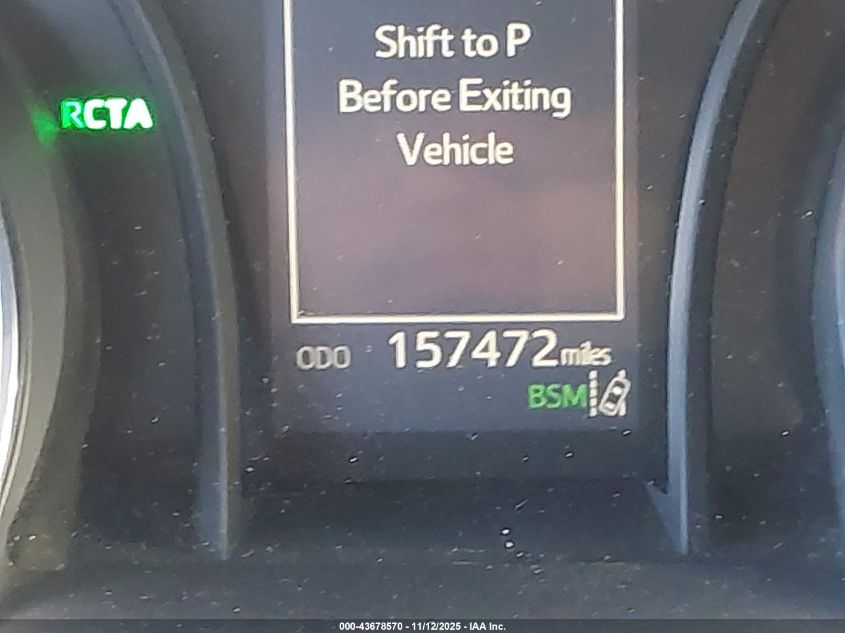 Shift to P
Before Exiting
Vehicle
RCTA
ODO 157472 miles
BSM
000-43678570 - 11/12/2025 - IAA Inc.